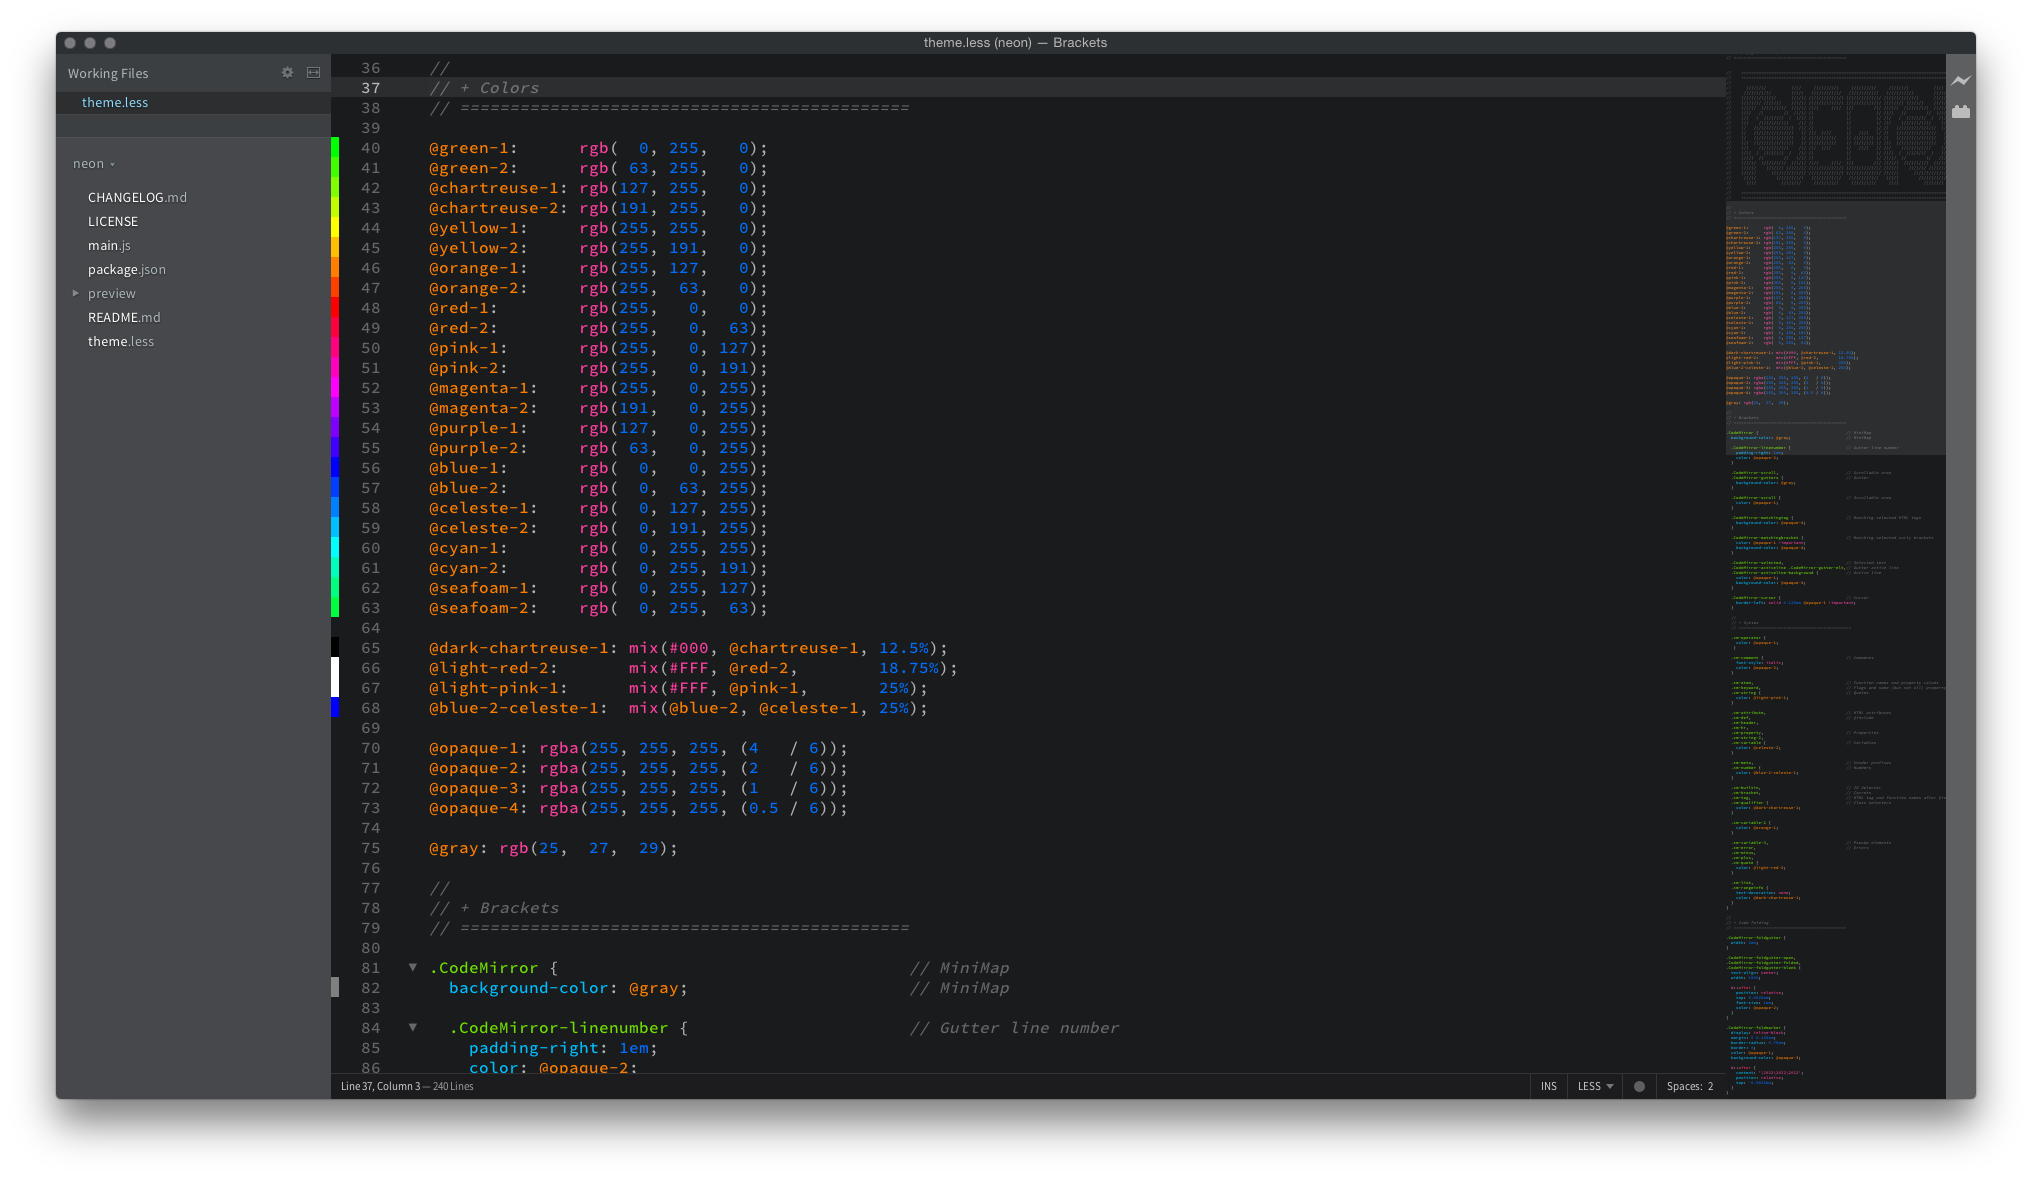 theme.less (neon) — Brackets
Working Files
theme.less
neon
CHANGELOG.md
LICENSE
main.js
package.json
preview
README.md
theme.less
36 //
37 // + Colors
38 // =============================================
39
40 @green-1:      rgb(  0, 255,   0);
41 @green-2:      rgb( 63, 255,   0);
42 @chartreuse-1: rgb(127, 255,   0);
43 @chartreuse-2: rgb(191, 255,   0);
44 @yellow-1:     rgb(255, 255,   0);
45 @yellow-2:     rgb(255, 191,   0);
46 @orange-1:     rgb(255, 127,   0);
47 @orange-2:     rgb(255,  63,   0);
48 @red-1:        rgb(255,   0,   0);
49 @red-2:        rgb(255,   0,  63);
50 @pink-1:       rgb(255,   0, 127);
51 @pink-2:       rgb(255,   0, 191);
52 @magenta-1:    rgb(255,   0, 255);
53 @magenta-2:    rgb(191,   0, 255);
54 @purple-1:     rgb(127,   0, 255);
55 @purple-2:     rgb( 63,   0, 255);
56 @blue-1:       rgb(  0,   0, 255);
57 @blue-2:       rgb(  0,  63, 255);
58 @celeste-1:    rgb(  0, 127, 255);
59 @celeste-2:    rgb(  0, 191, 255);
60 @cyan-1:       rgb(  0, 255, 255);
61 @cyan-2:       rgb(  0, 255, 191);
62 @seafoam-1:    rgb(  0, 255, 127);
63 @seafoam-2:    rgb(  0, 255,  63);
64
65 @dark-chartreuse-1: mix(#000, @chartreuse-1, 12.5%);
66 @light-red-2:       mix(#FFF, @red-2,        18.75%);
67 @light-pink-1:      mix(#FFF, @pink-1,       25%);
68 @blue-2-celeste-1:  mix(@blue-2, @celeste-1, 25%);
69
70 @opaque-1: rgba(255, 255, 255, (4   / 6));
71 @opaque-2: rgba(255, 255, 255, (2   / 6));
72 @opaque-3: rgba(255, 255, 255, (1   / 6));
73 @opaque-4: rgba(255, 255, 255, (0.5 / 6));
74
75 @gray: rgb(25,  27,  29);
76
77 //
78 // + Brackets
79 // =============================================
80
81 .CodeMirror {                                   // MiniMap
82   background-color: @gray;                      // MiniMap
83
84   .CodeMirror-linenumber {                      // Gutter line number
85     padding-right: 1em;
86     color: @opaque-2;
Line 37, Column 3 — 240 Lines
INS
LESS
Spaces: 2